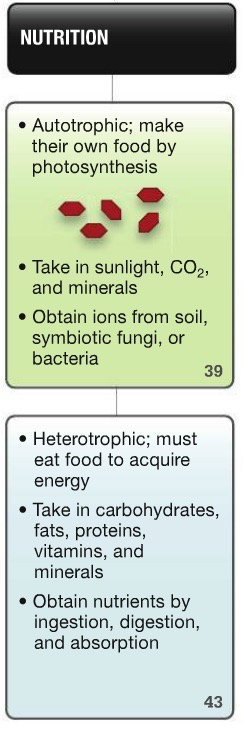 NUTRITION
• Autotrophic; make
their own food by
photosynthesis
• Take in sunlight, CO₂,
and minerals
• Obtain ions from soil,
symbiotic fungi, or
bacteria
39
• Heterotrophic; must
eat food to acquire
energy
• Take in carbohydrates,
fats, proteins,
vitamins, and
minerals
• Obtain nutrients by
ingestion, digestion,
and absorption
43